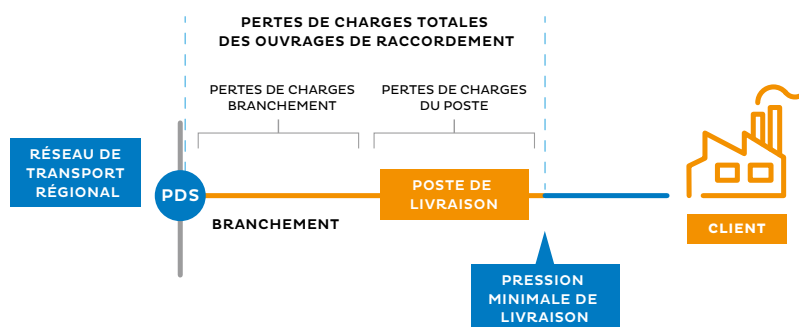 PERTES DE CHARGES TOTALES
DES OUVRAGES DE RACCORDEMENT
PERTES DE CHARGES
BRANCHEMENT
PERTES DE CHARGES
DU POSTE
RÉSEAU DE
TRANSPORT
RÉGIONAL
PDS
BRANCHEMENT
POSTE DE
LIVRAISON
CLIENT
PRESSION
MINIMALE DE
LIVRAISON